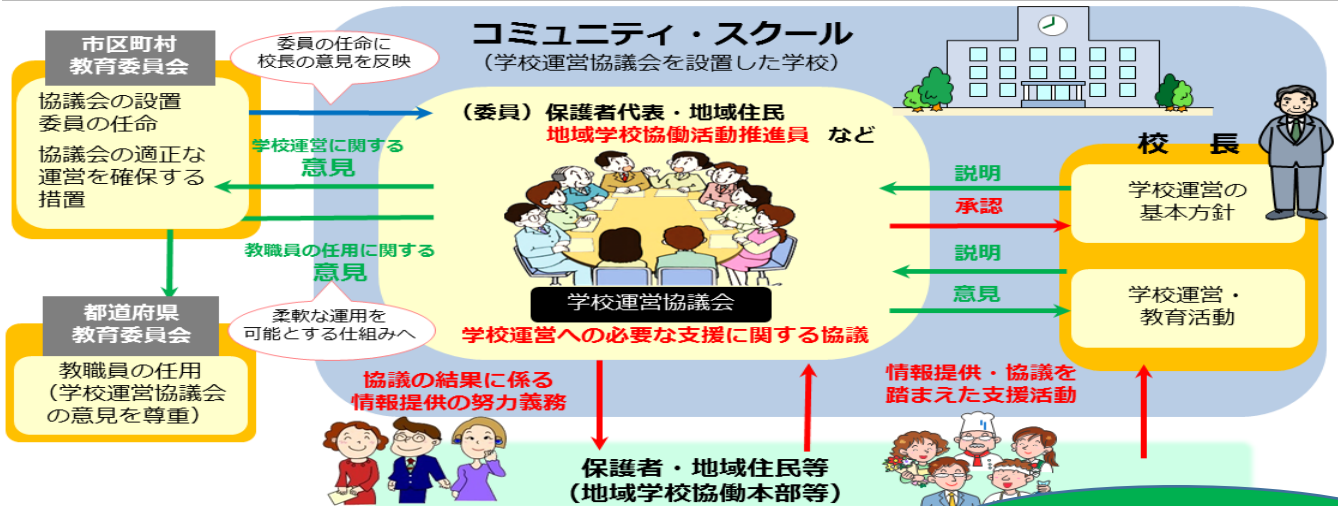 コミュニティ・スクール
（学校運営協議会を設置した学校）
市区町村
教育委員会
協議会の設置
委員の任命
協議会の適正な
運営を確保する
措置
委員の任命に
校長の意見を反映
学校運営に関する
意見
教職員の任用に関する
意見
柔軟な運用を
可能とする仕組みへ
都道府県
教育委員会
教職員の任用
（学校運営協議会
の意見を尊重）
（委員）保護者代表・地域住民
地域学校協働活動推進員 など
学校運営協議会
学校運営への必要な支援に関する協議
説明
承認
説明
意見
校 長
学校運営の
基本方針
学校運営・
教育活動
協議の結果に係る
情報提供の努力義務
情報提供・協議を
踏まえた支援活動
保護者・地域住民等
（地域学校協働本部等）